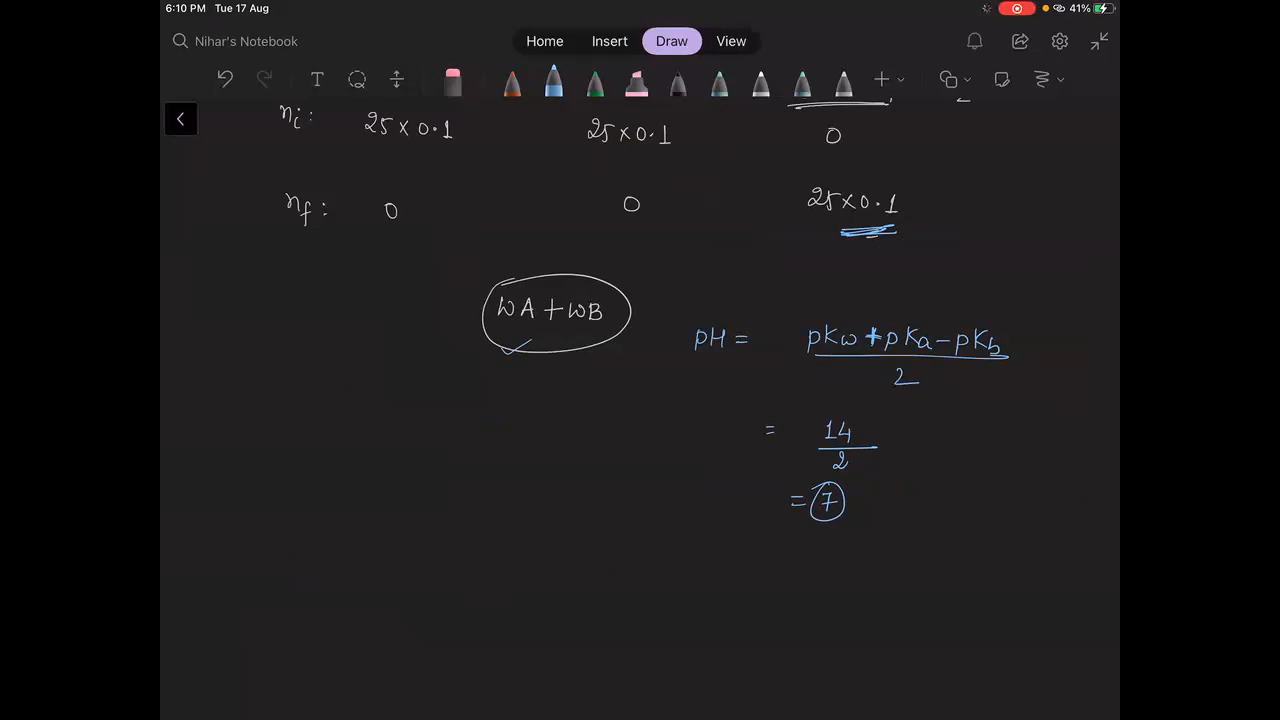 6:10 PM Tue 17 Aug
41%
Nihar's Notebook
Home Insert Draw View
nᵢ: 25 × 0.1 25 × 0.1 0
n_f: 0 0 25 × 0.1
WA + WB
pH = pKw + pKa − pKb
2
= 14
2
= 7